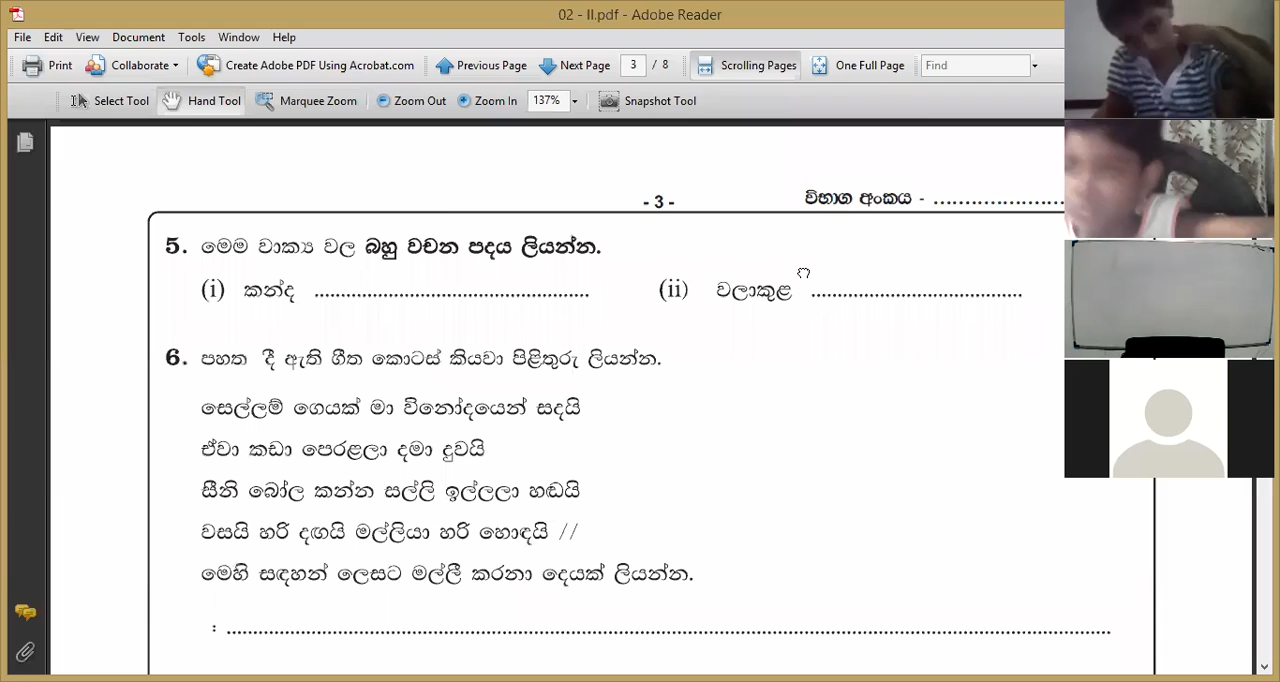 02 - II.pdf - Adobe Reader
File Edit View Document Tools Window Help
Print Collaborate Create Adobe PDF Using Acrobat.com Previous Page Next Page 3 / 8 Scrolling Pages One Full Page Find
Select Tool Hand Tool Marquee Zoom Zoom Out Zoom In 137% Snapshot Tool
- 3 - විභාග අංකය - ........................
5. මෙම වාක්‍ය වල බහු වචන පදය ලියන්න.
(i) කන්ද .................................................... (ii) වලාකුළ ........................................
6. පහත දී ඇති ගීත කොටස් කියවා පිළිතුරු ලියන්න.
සෙල්ලම් ගෙයක් මා විනෝදයෙන් සදයි
ඒවා කඩා පෙරළලා දමා දුවයි
සීනි බෝල කන්න සල්ලි ඉල්ලලා හඬයි
වසයි හරි දඟයි මල්ලියා හරි හොඳයි //
මෙහි සඳහන් ලෙසට මල්ලී කරනා දෙයක් ලියන්න.
: ........................................................................................................................